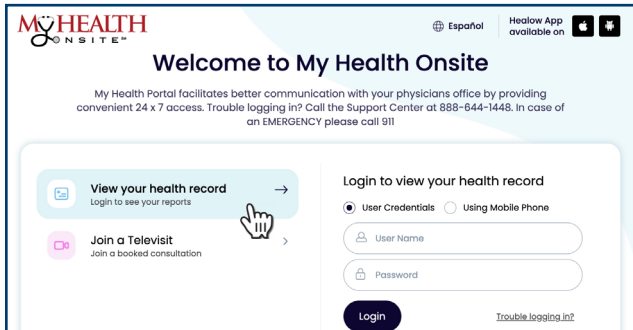 MyHEALTH
ONSITE℠
Español
Healow App
available on
Welcome to My Health Onsite
My Health Portal facilitates better communication with your physicians office by providing
convenient 24 x 7 access. Trouble logging in? Call the Support Center at 888-644-1448. In case of
an EMERGENCY please call 911
View your health record
Login to see your reports
Join a Televisit
Join a booked consultation
Login to view your health record
User Credentials
Using Mobile Phone
User Name
Password
Login
Trouble logging in?